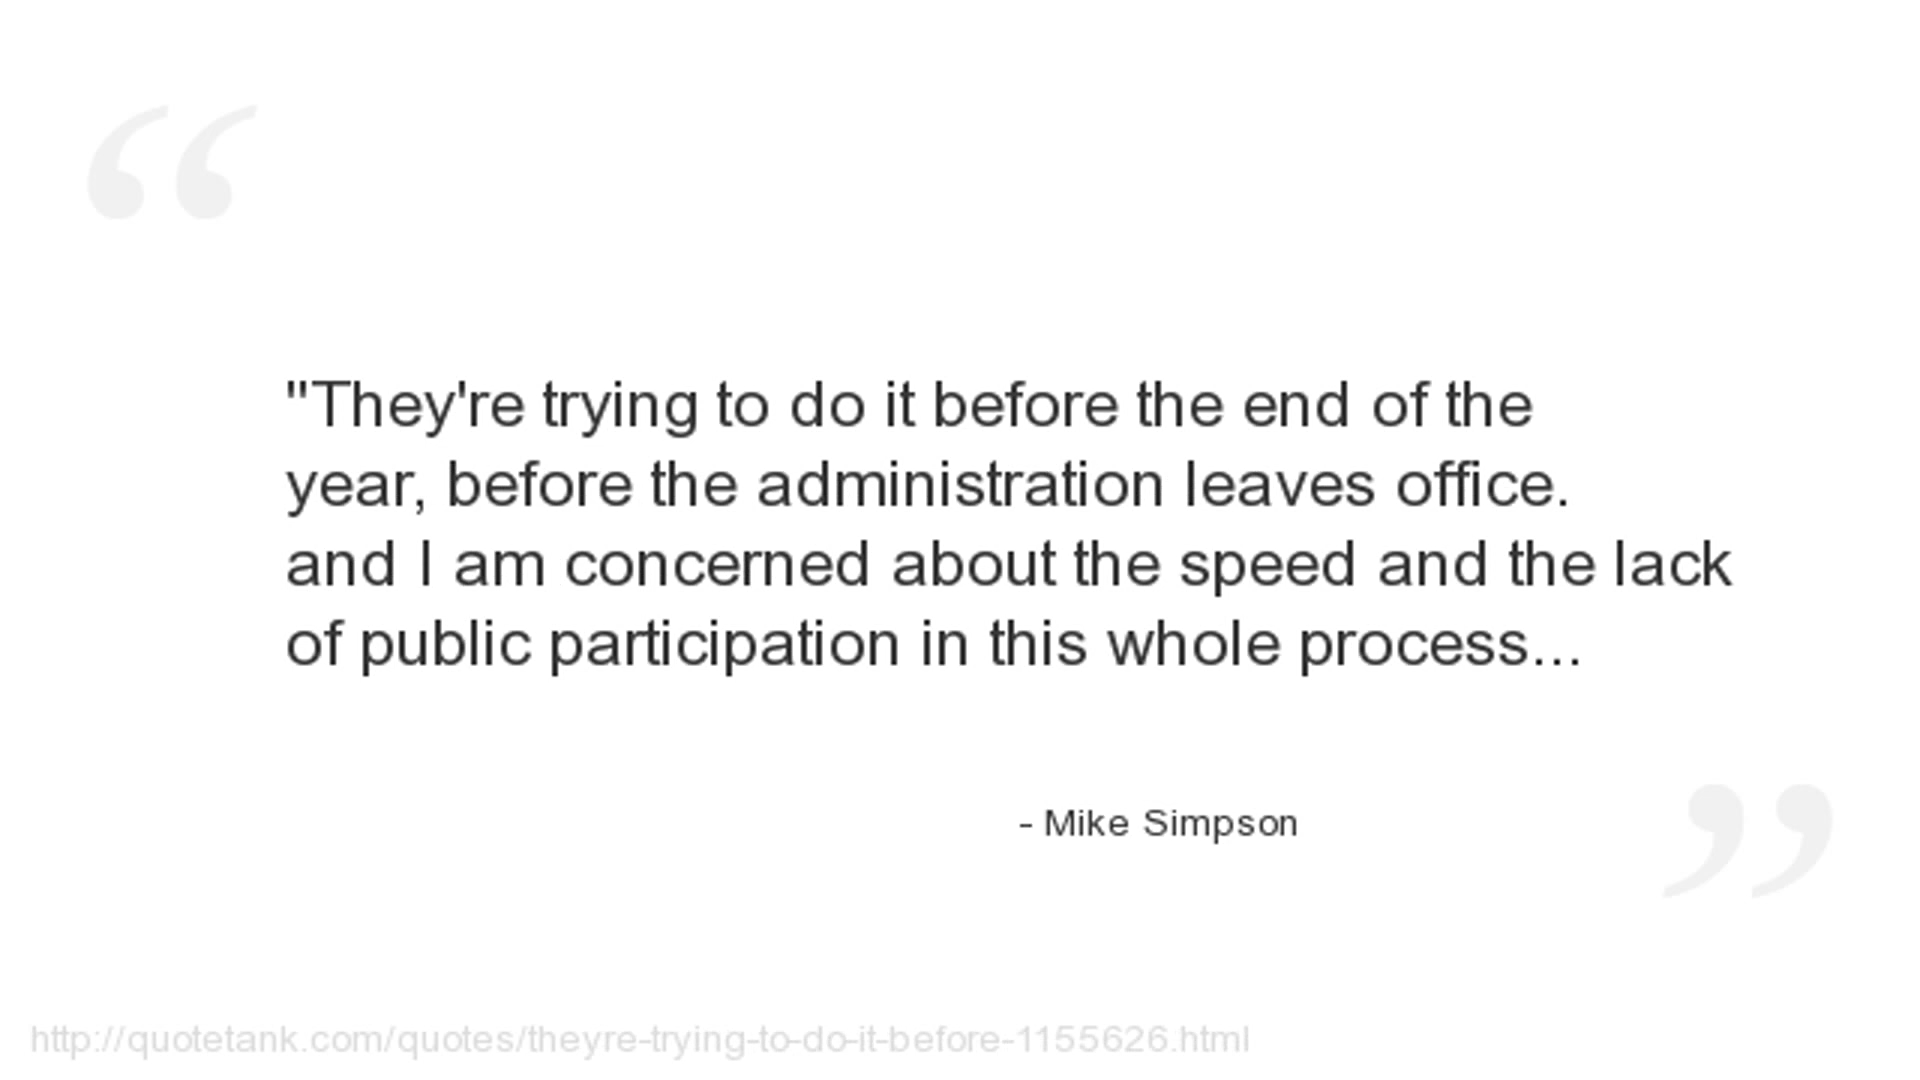 "They're trying to do it before the end of the
year, before the administration leaves office.
and I am concerned about the speed and the lack
of public participation in this whole process...
- Mike Simpson
http://quotetank.com/quotes/theyre-trying-to-do-it-before-1155626.html